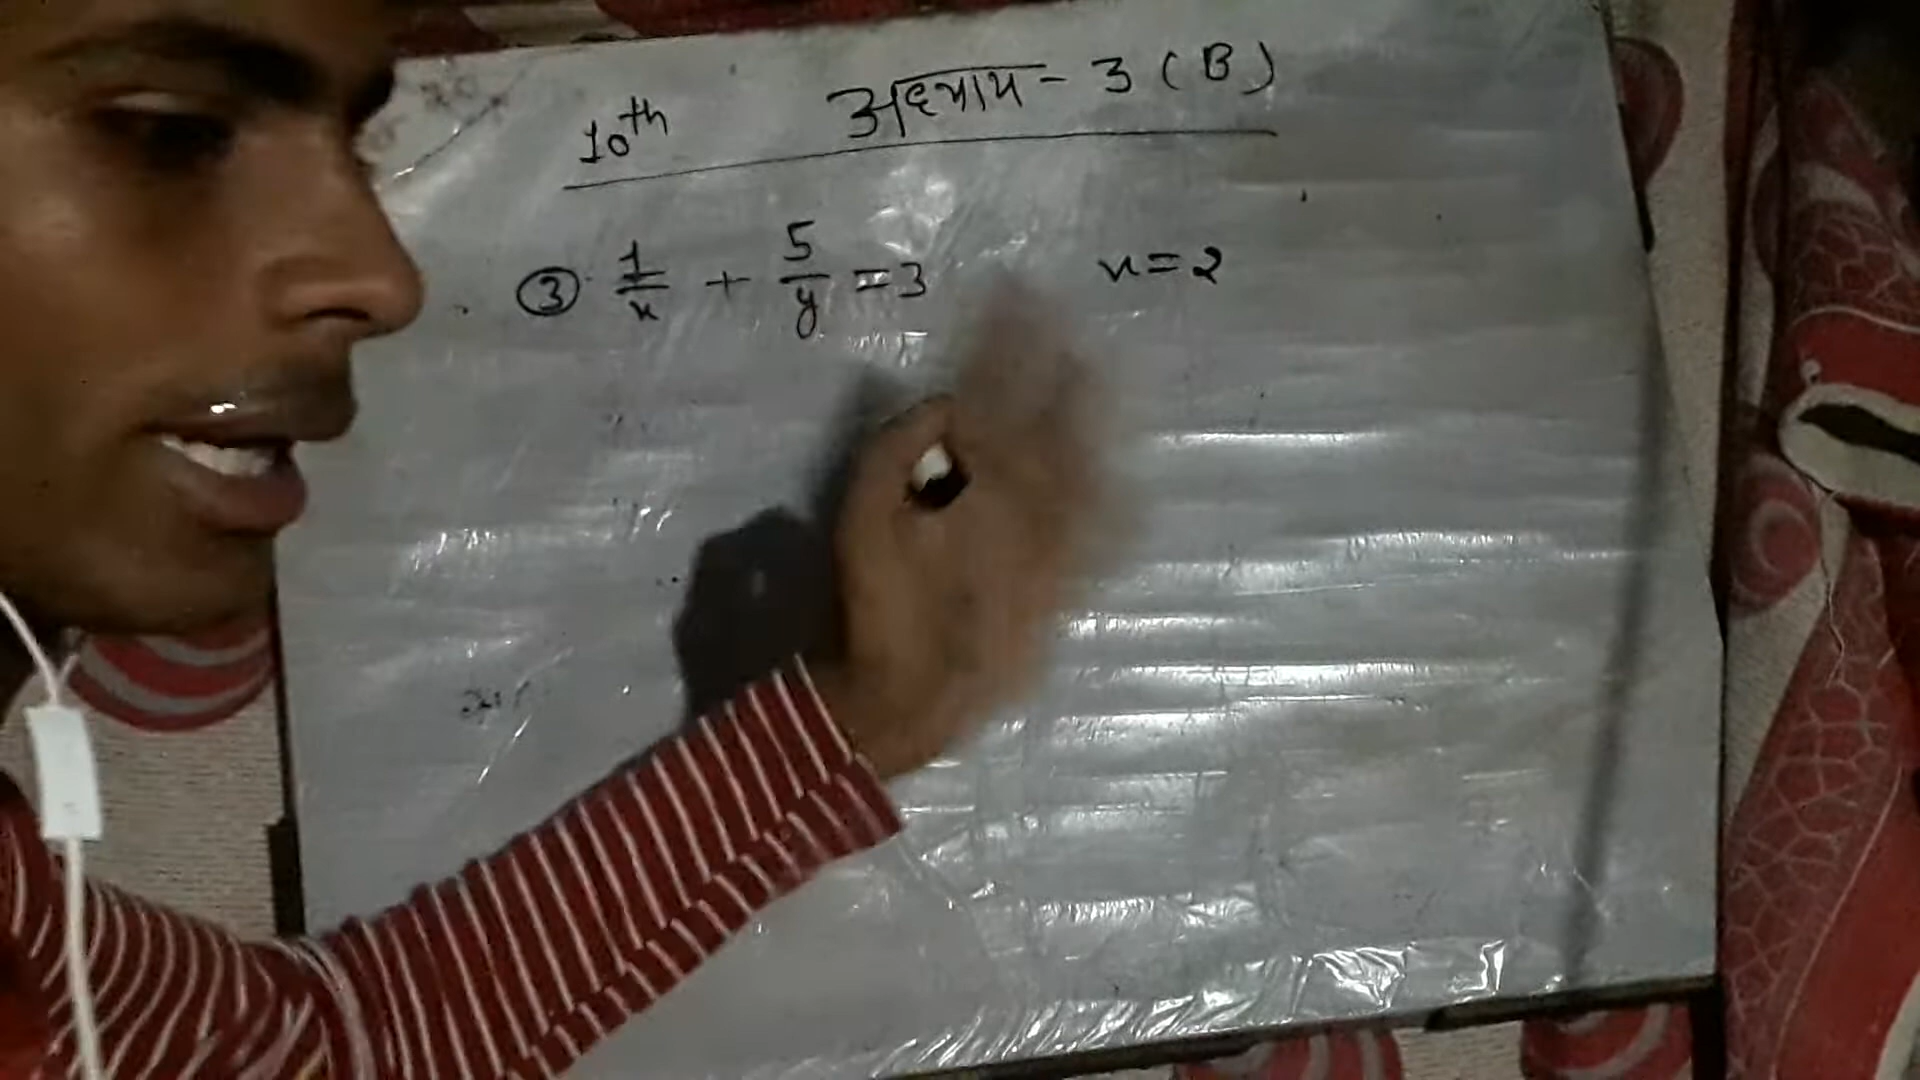 10th अध्याय - 3 (B)
③ 1/x + 5/y = 3 x = 2